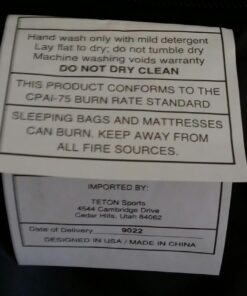 Hand wash only with mild detergent
Lay flat to dry; do not tumble dry
Machine washing voids warranty
DO NOT DRY CLEAN
THIS PRODUCT CONFORMS TO THE
CPAI-75 BURN RATE STANDARD
SLEEPING BAGS AND MATTRESSES
CAN BURN. KEEP AWAY FROM
ALL FIRE SOURCES.
IMPORTED BY:
TETON Sports
4544 Cambridge Drive
Cedar Hills, Utah 84062
Date of Delivery 9022
DESIGNED IN USA / MADE IN CHINA